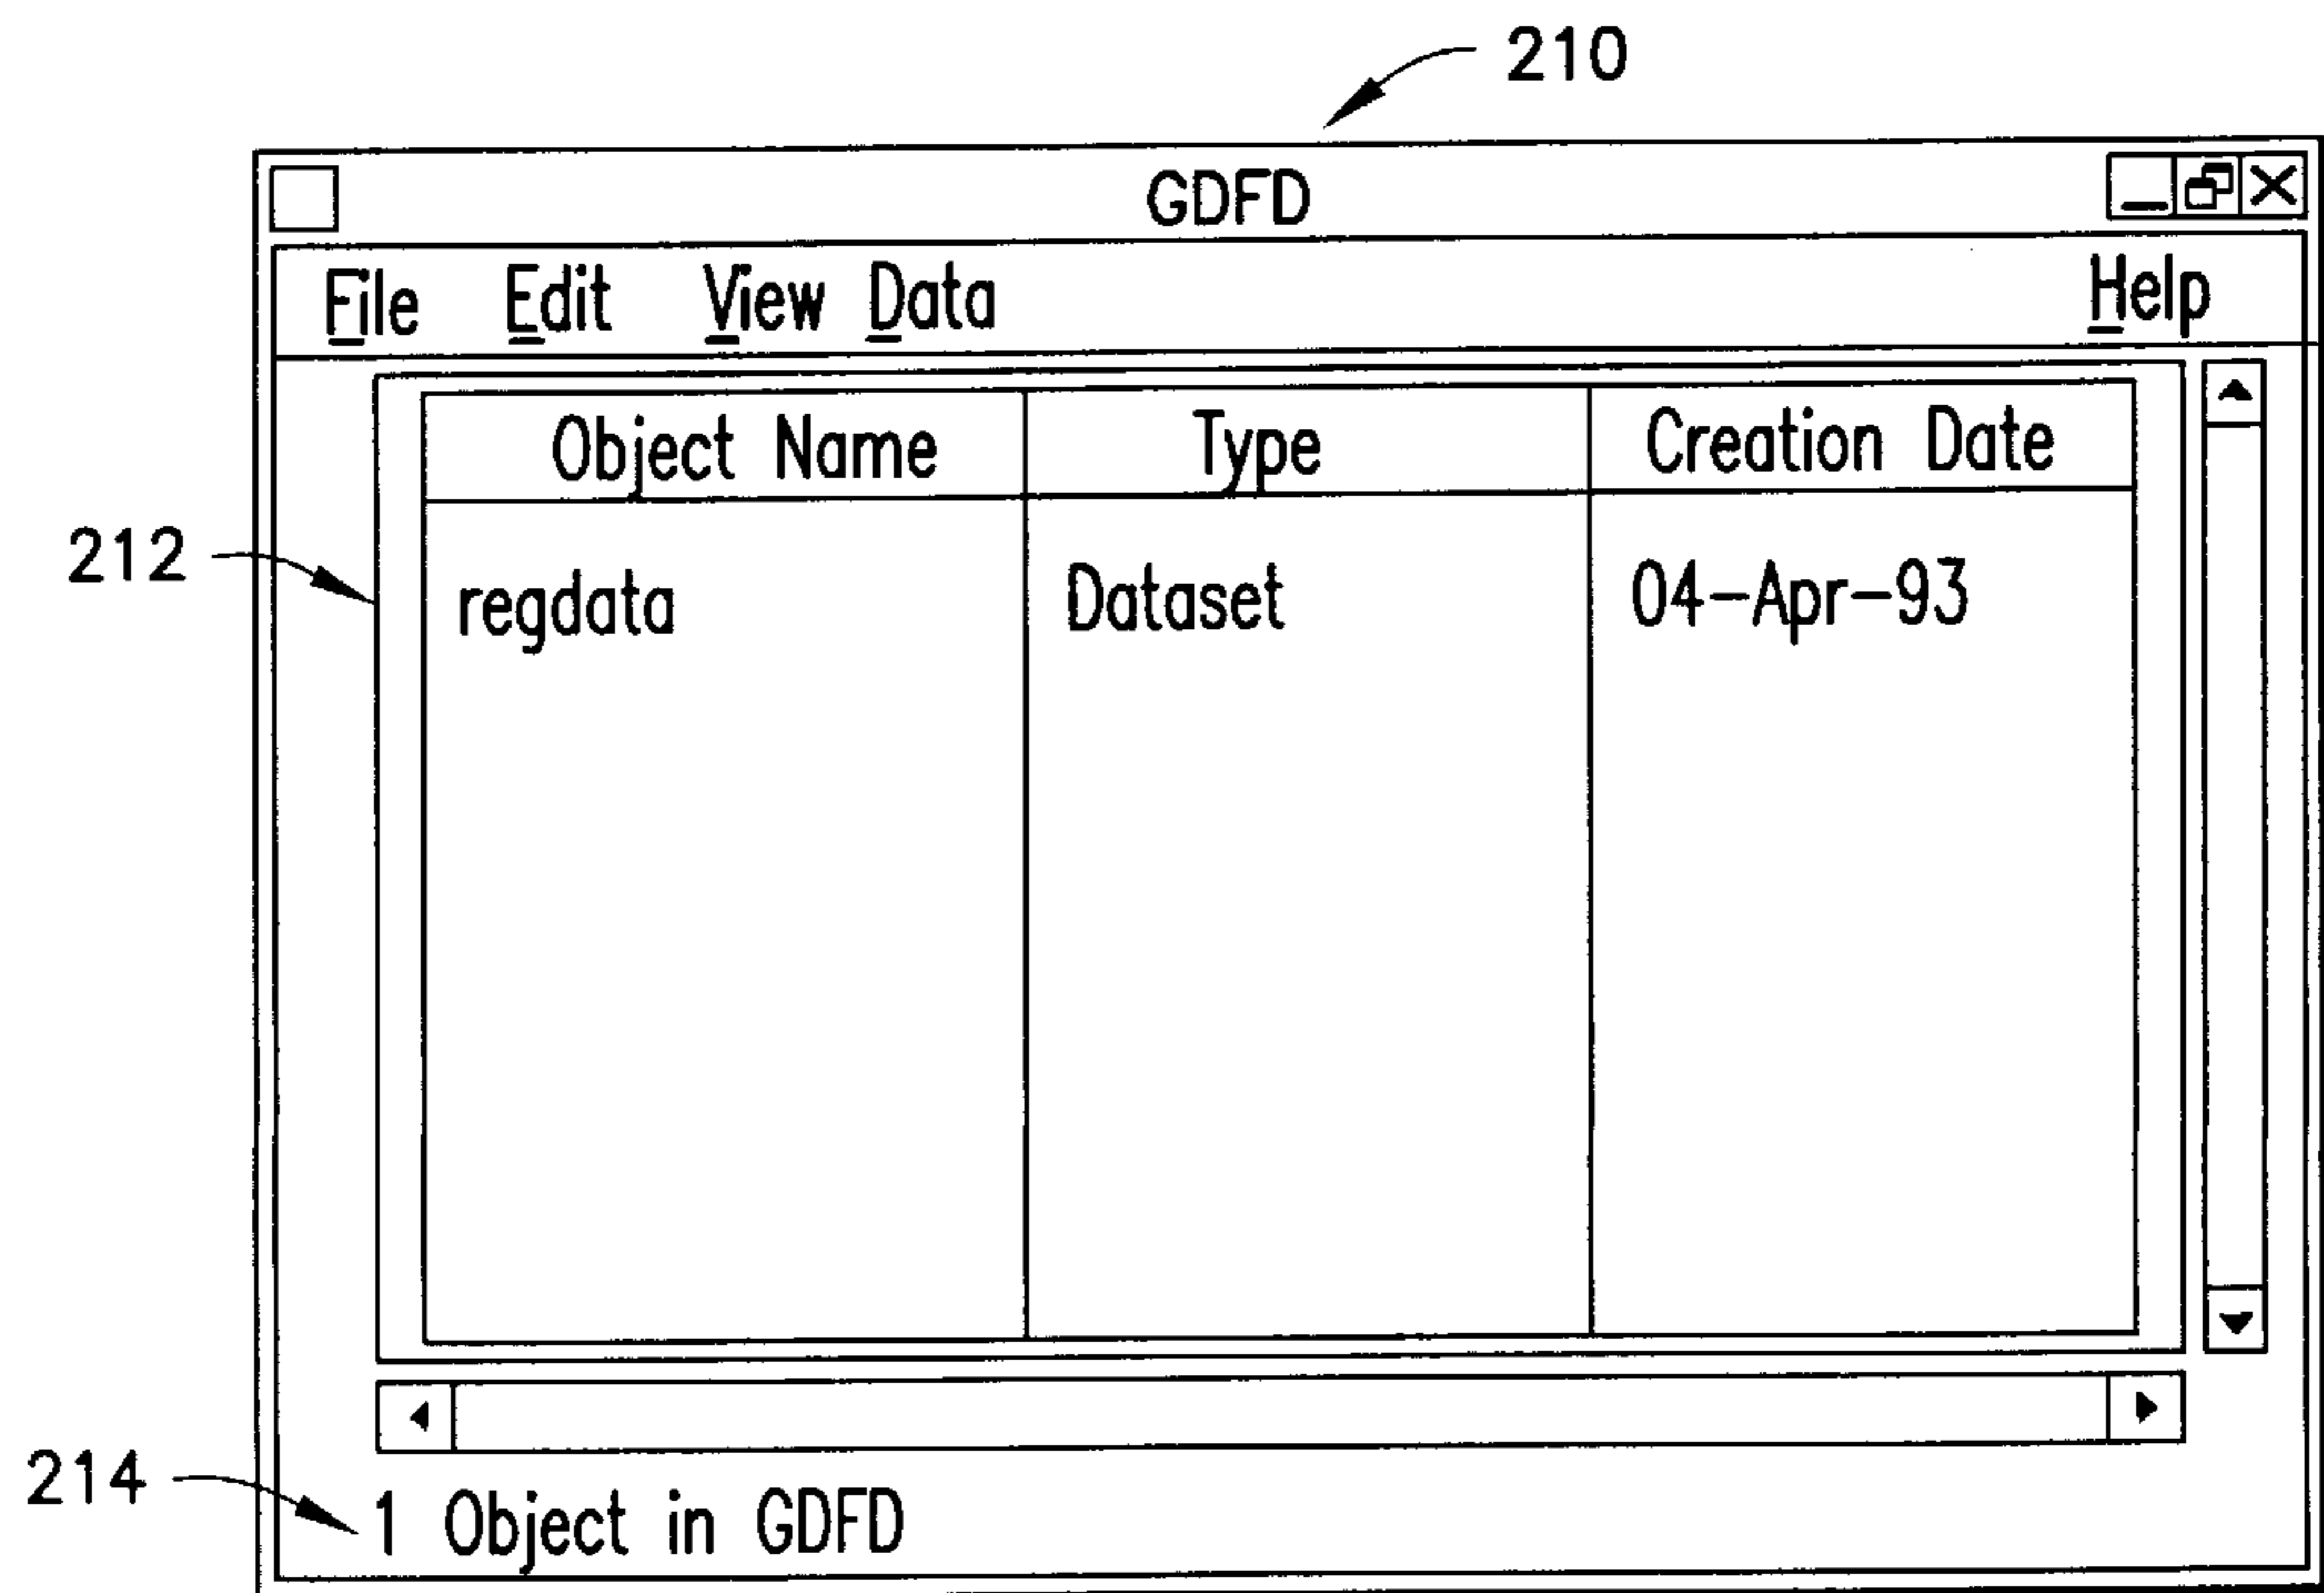 210
GDFD
File Edit View Data Help
Object Name Type Creation Date
212
regdata Dataset 04-Apr-93
214
1 Object in GDFD